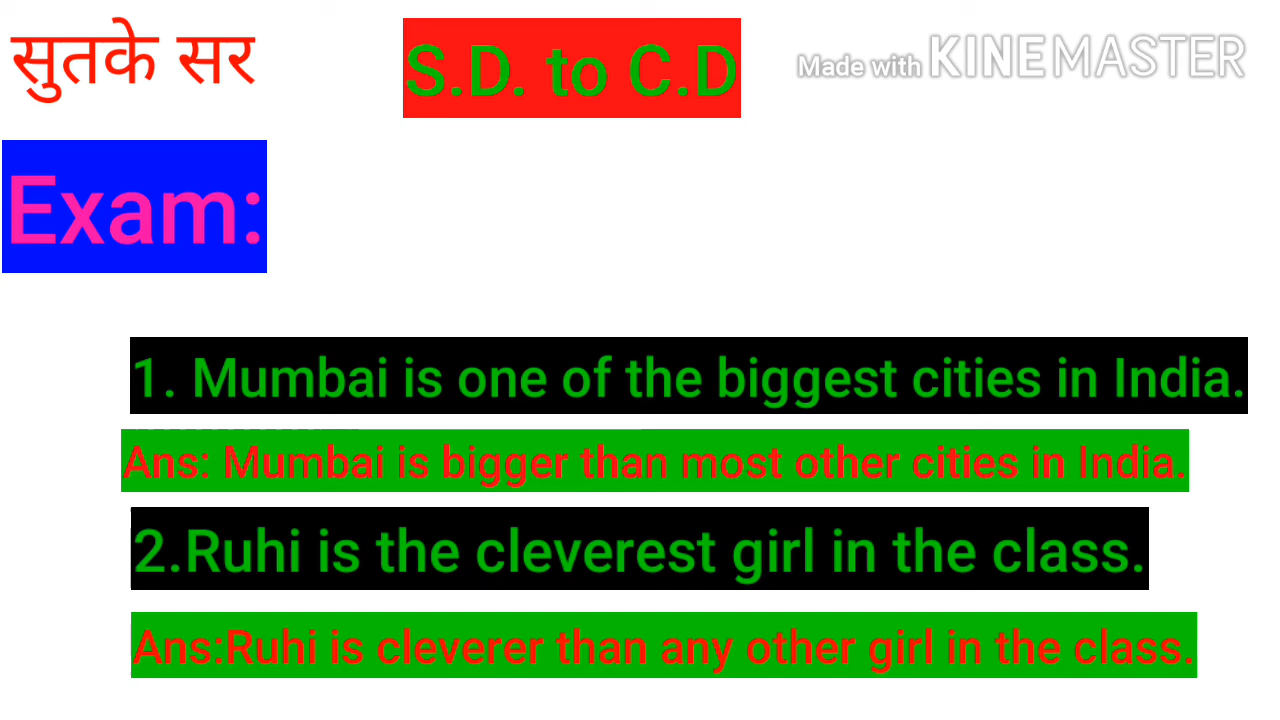 सुतके सर
S.D. to C.D
Made with KINEMASTER
Exam:
1. Mumbai is one of the biggest cities in India.
Ans: Mumbai is bigger than most other cities in India.
2.Ruhi is the cleverest girl in the class.
Ans:Ruhi is cleverer than any other girl in the class.